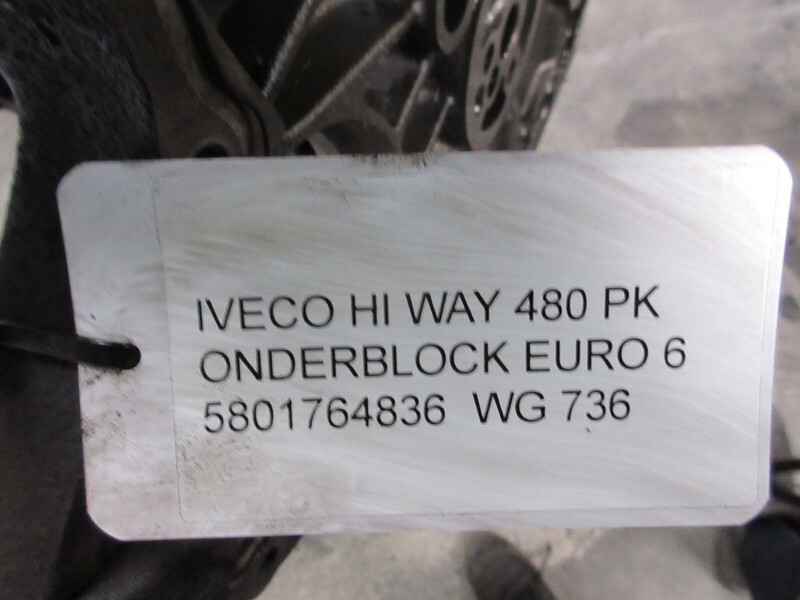 IVECO HI WAY 480 PK
ONDERBLOCK EURO 6
5801764836 WG 736